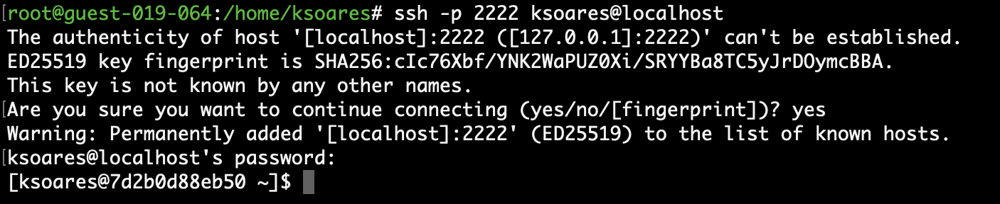 [root@guest-019-064:/home/ksoares# ssh -p 2222 ksoares@localhost
The authenticity of host '[localhost]:2222 ([127.0.0.1]:2222)' can't be established.
ED25519 key fingerprint is SHA256:cIc76Xbf/YNK2WaPUZ0Xi/SRYYBa8TC5yJrDOymcBBA.
This key is not known by any other names.
[Are you sure you want to continue connecting (yes/no/[fingerprint])? yes
Warning: Permanently added '[localhost]:2222' (ED25519) to the list of known hosts.
[ksoares@localhost's password:
[ksoares@7d2b0d88eb50 ~]$